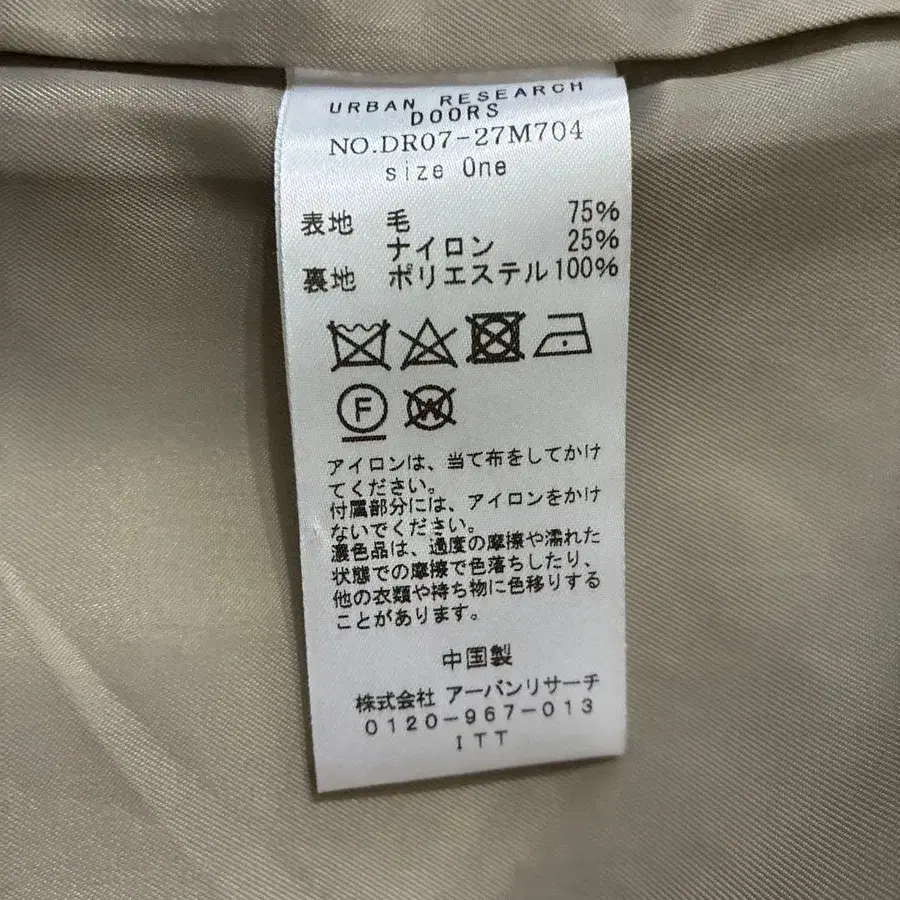 URBAN RESEARCH
DOORS
NO.DR07-27M704
size One
表地 毛 75%
ナイロン 25%
裏地 ポリエステル 100%
F W
アイロンは、当て布をしてかけ
てください。
付属部分には、アイロンをかけ
ないでください。
濃色品は、過度の摩擦や濡れた
状態での摩擦で色落ちしたり、
他の衣類や持ち物に色移りする
ことがあります。
中国製
株式会社 アーバンリサーチ
0120-967-013
ITT